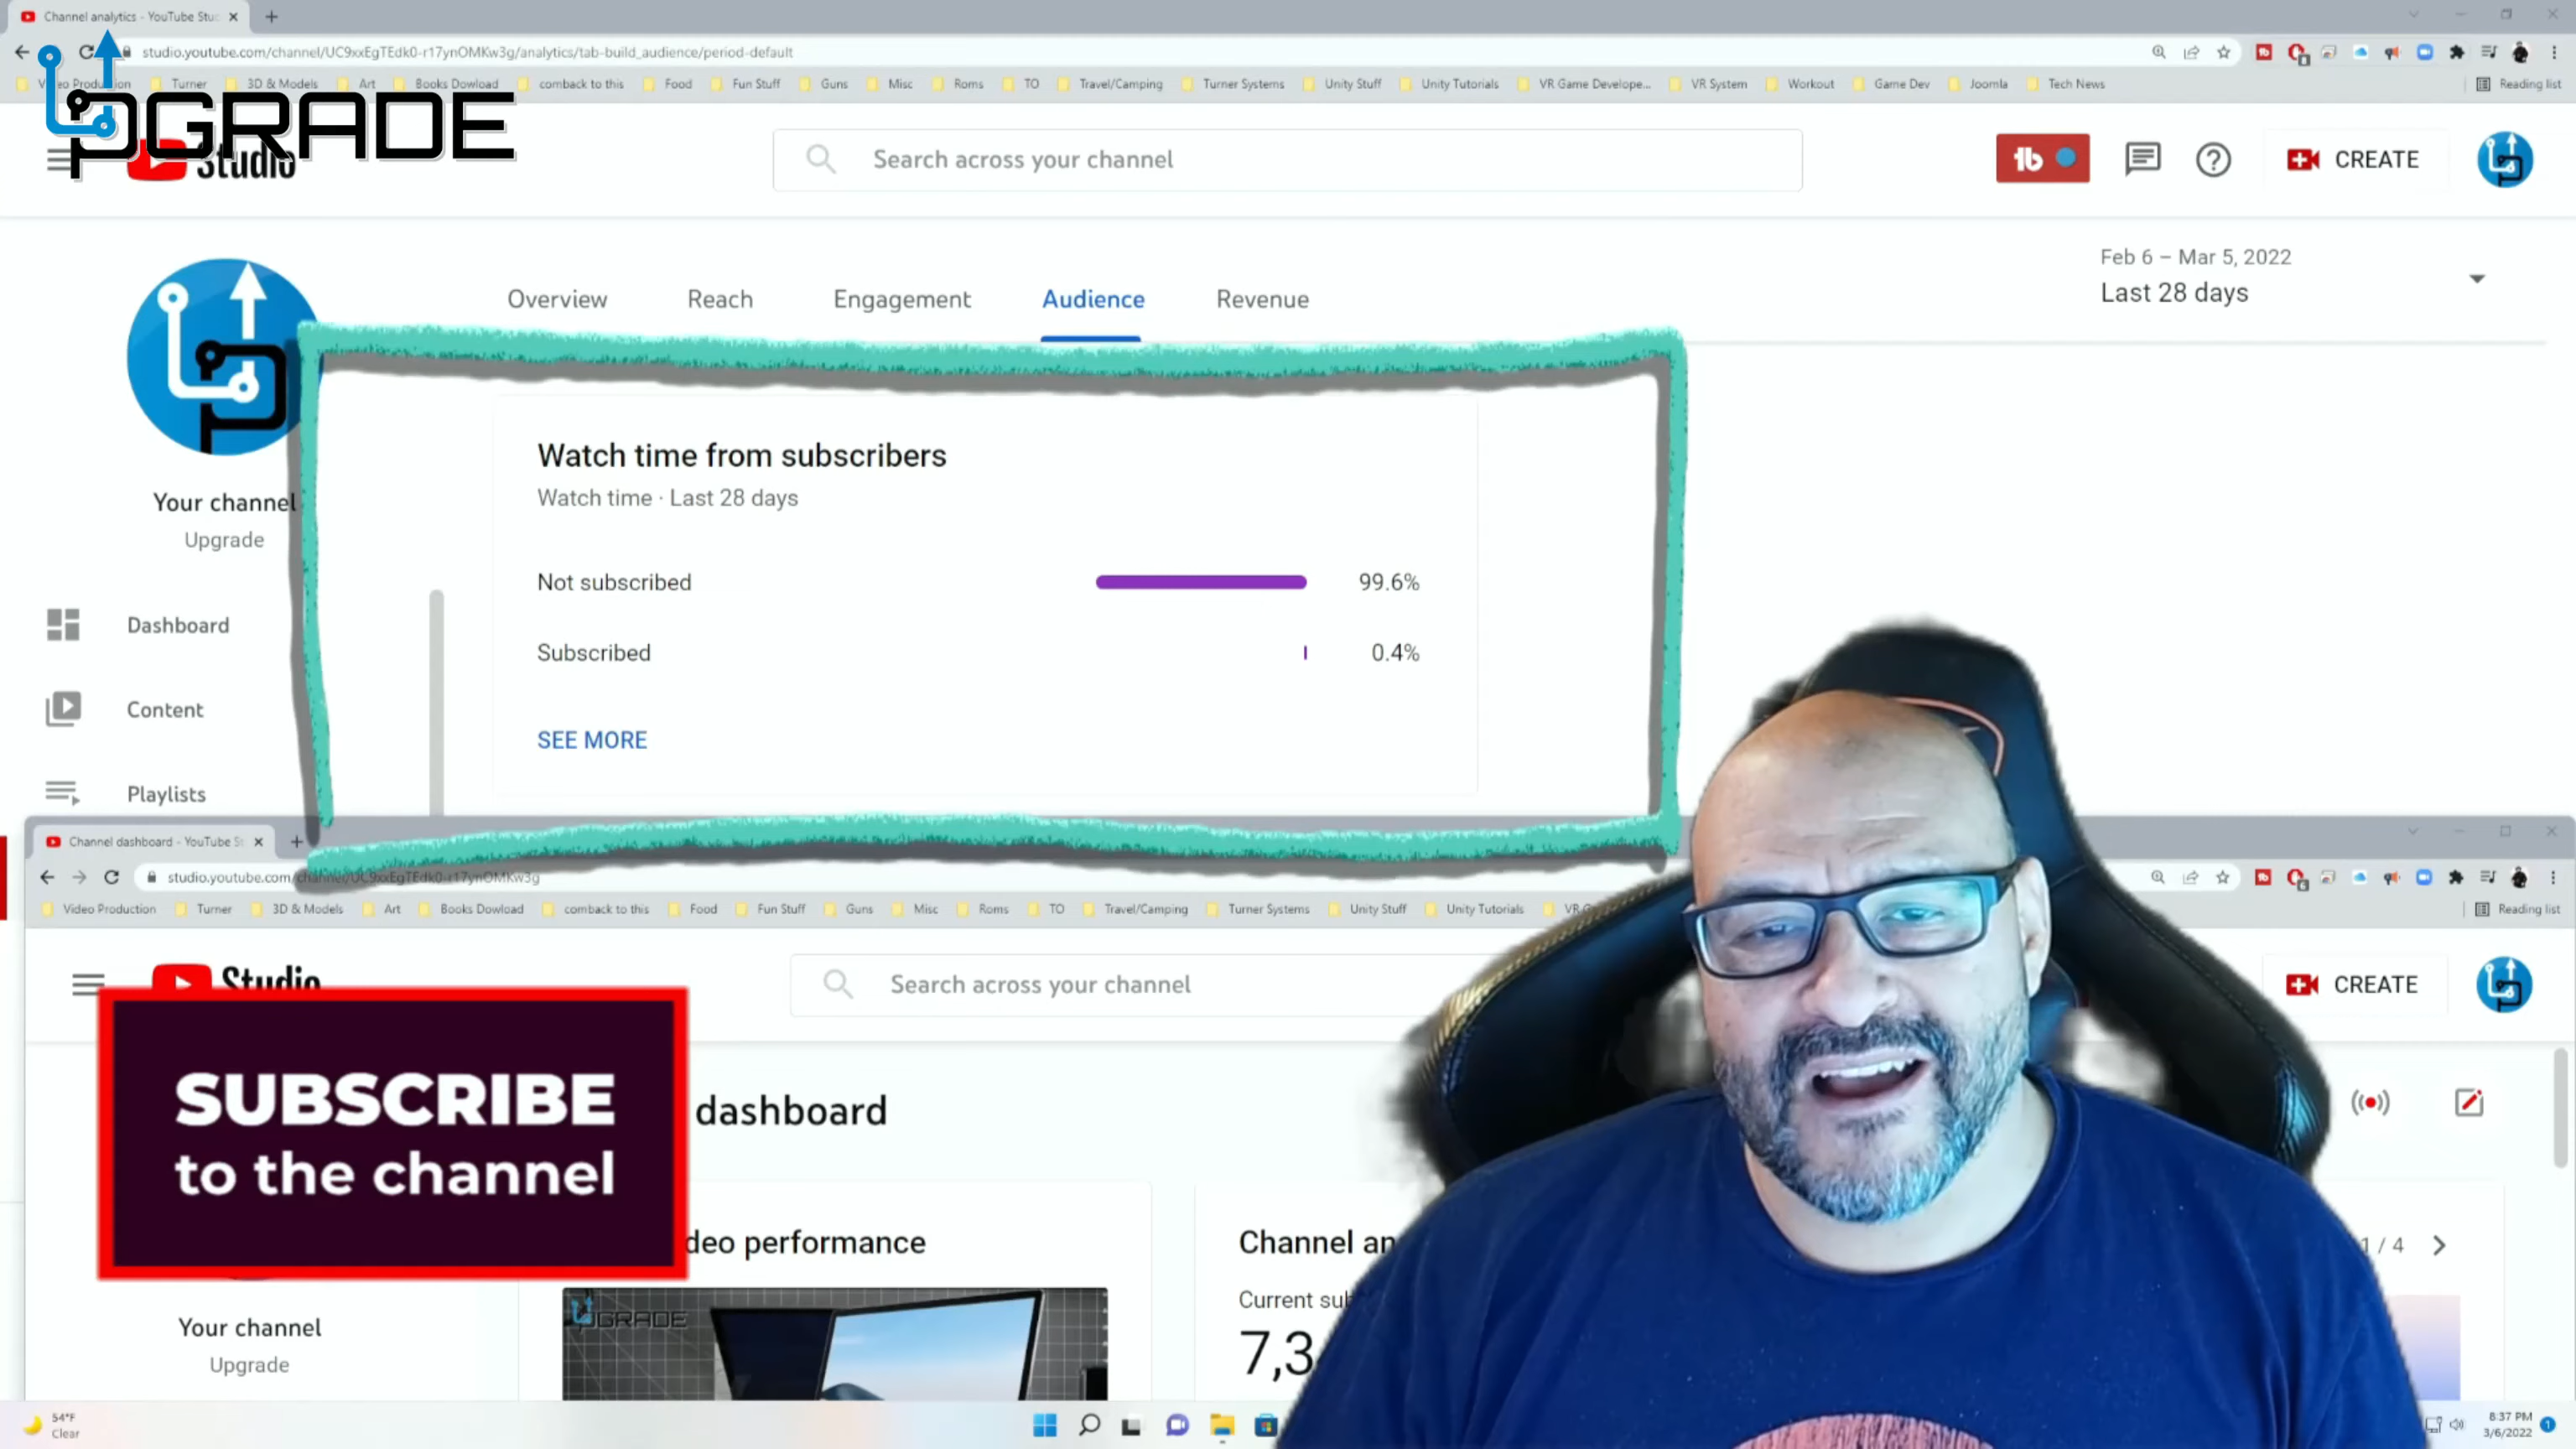 Channel analytics - YouTube Stu
studio.youtube.com/channel/UC9xxEgTEdk0-r17ynOMKw3g/analytics/tab-build_audience/period-default
Turner 3D & Models Art Books Dowload comback to this Food Fun Stuff Guns Misc Roms TO Travel/Camping Turner Systems Unity Stuff Unity Tutorials VR Game Develope... VR System Workout Game Dev Joomla Tech News Reading list
UPGRADE
Studio
Search across your channel
CREATE
Feb 6 – Mar 5, 2022
Last 28 days
Overview Reach Engagement Audience Revenue
Watch time from subscribers
Watch time · Last 28 days
Not subscribed 99.6%
Subscribed 0.4%
SEE MORE
Your channel
Upgrade
Dashboard
Content
Playlists
Channel dashboard - YouTube St
studio.youtube.com/channel/UC9xxEgTEdk0-r17ynOMKw3g
Video Production Turner 3D & Models Art Books Dowload comback to this Food Fun Stuff Guns Misc Roms TO Travel/Camping Turner Systems Unity Stuff Unity Tutorials Reading list
Studio
Search across your channel
CREATE
SUBSCRIBE
to the channel
dashboard
deo performance
Channel an
1 / 4
UPGRADE
Current sub
7,3
Your channel
Upgrade
54°F
Clear
8:37 PM
3/6/2022